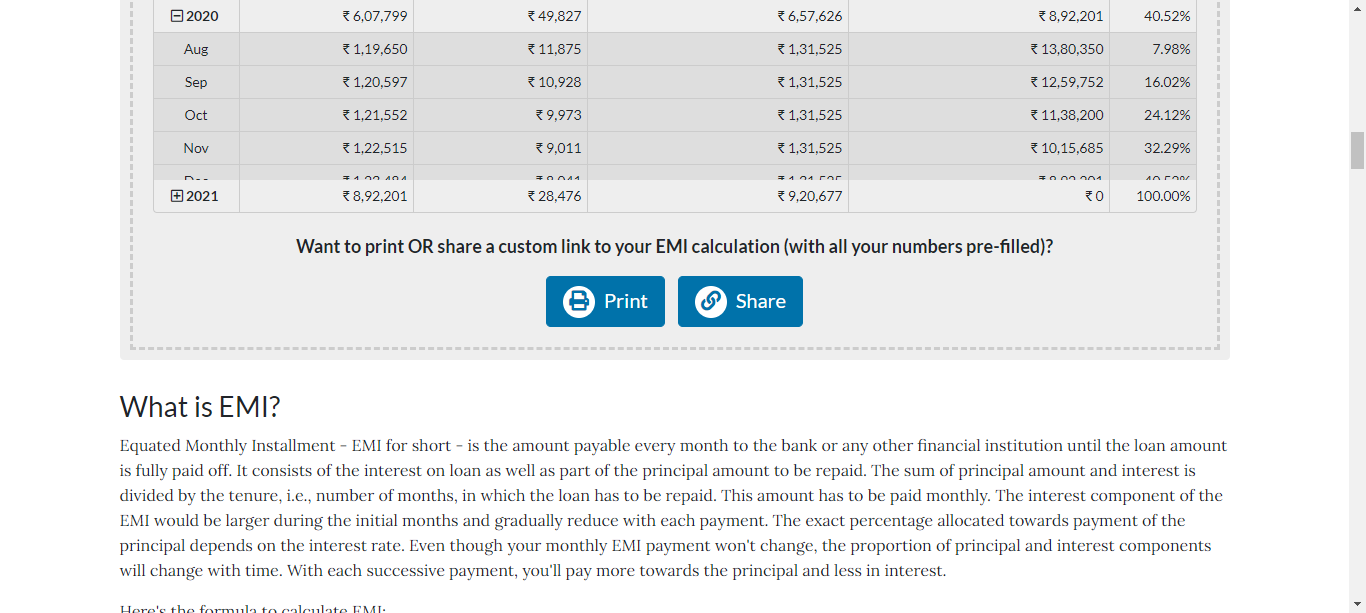 2020 ₹ 6,07,799 ₹ 49,827 ₹ 6,57,626 ₹ 8,92,201 40.52%
Aug ₹ 1,19,650 ₹ 11,875 ₹ 1,31,525 ₹ 13,80,350 7.98%
Sep ₹ 1,20,597 ₹ 10,928 ₹ 1,31,525 ₹ 12,59,752 16.02%
Oct ₹ 1,21,552 ₹ 9,973 ₹ 1,31,525 ₹ 11,38,200 24.12%
Nov ₹ 1,22,515 ₹ 9,011 ₹ 1,31,525 ₹ 10,15,685 32.29%
2021 ₹ 8,92,201 ₹ 28,476 ₹ 9,20,677 ₹ 0 100.00%
Want to print OR share a custom link to your EMI calculation (with all your numbers pre-filled)?
Print Share
What is EMI?
Equated Monthly Installment - EMI for short - is the amount payable every month to the bank or any other financial institution until the loan amount
is fully paid off. It consists of the interest on loan as well as part of the principal amount to be repaid. The sum of principal amount and interest is
divided by the tenure, i.e., number of months, in which the loan has to be repaid. This amount has to be paid monthly. The interest component of the
EMI would be larger during the initial months and gradually reduce with each payment. The exact percentage allocated towards payment of the
principal depends on the interest rate. Even though your monthly EMI payment won't change, the proportion of principal and interest components
will change with time. With each successive payment, you'll pay more towards the principal and less in interest.
Here's the formula to calculate EMI: